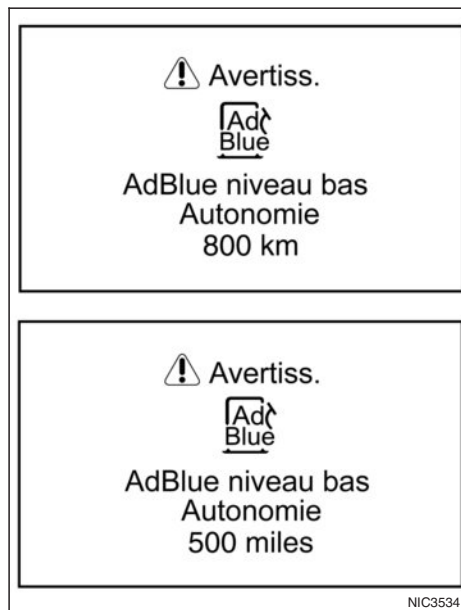 ⚠ Avertiss.
Ad
Blue
AdBlue niveau bas
Autonomie
800 km
⚠ Avertiss.
Ad
Blue
AdBlue niveau bas
Autonomie
500 miles
NIC3534